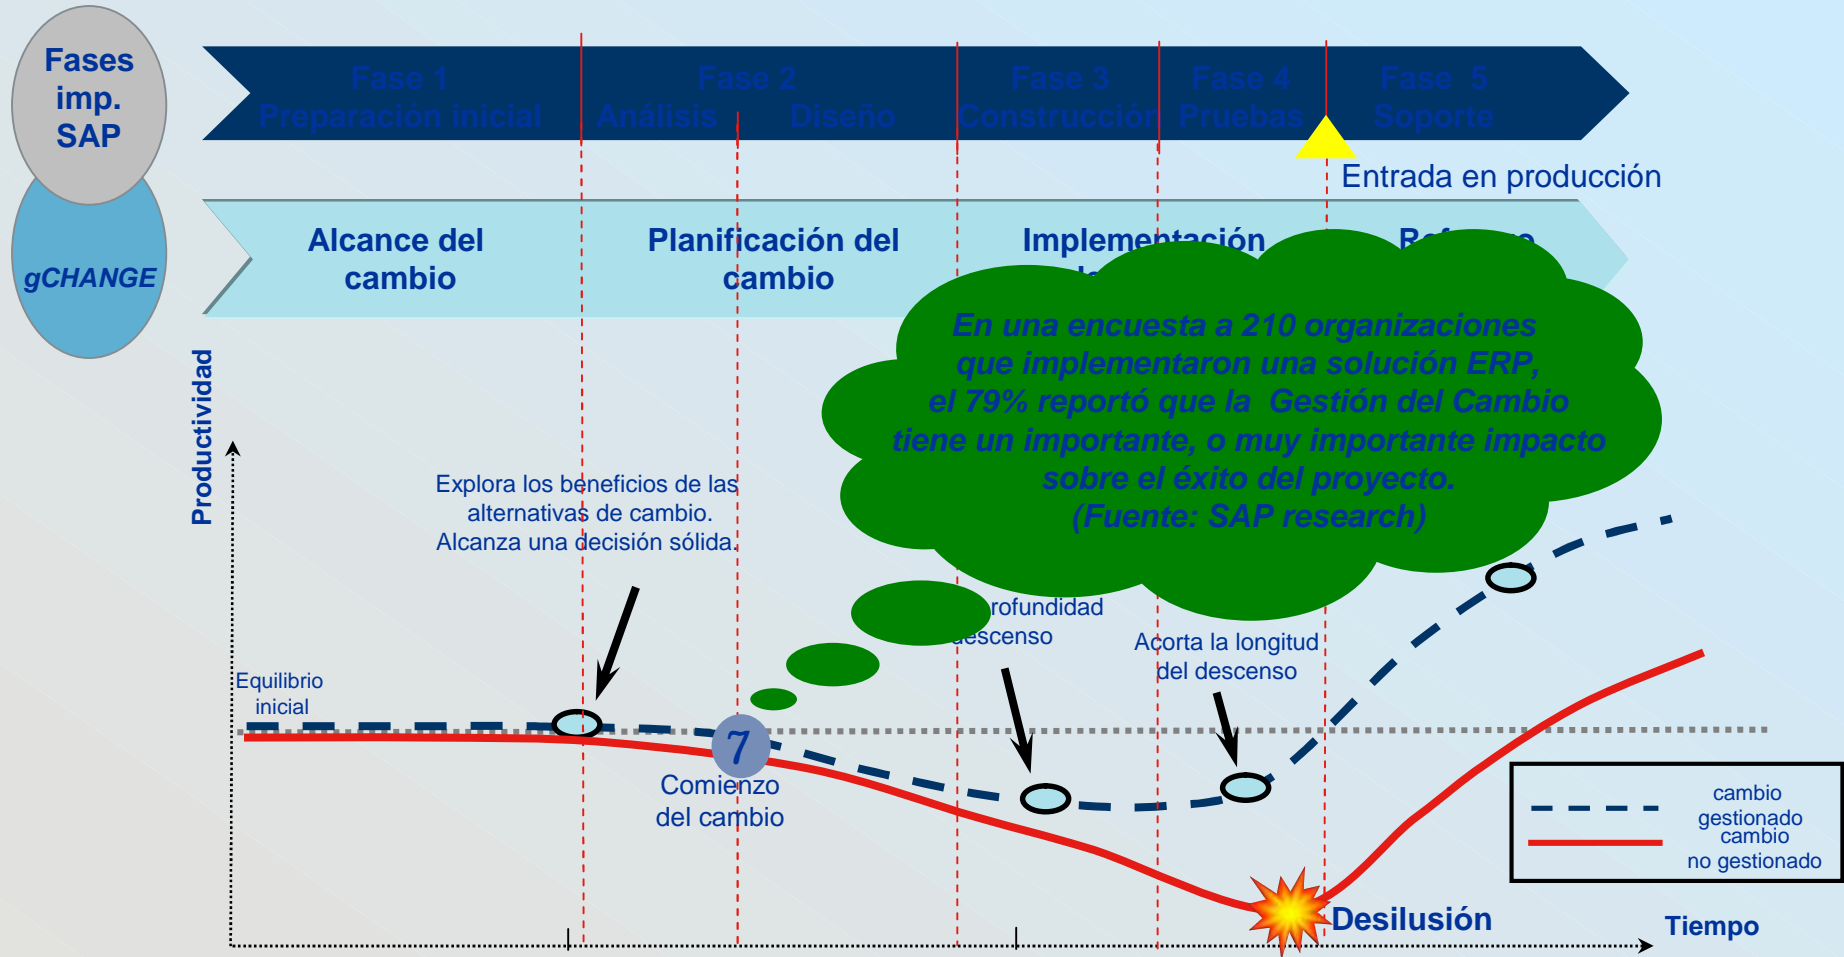 Fases
imp.
SAP
Fase 1
Preparación inicial
Fase 2
Análisis Diseño
Fase 3
Construcción
Fase 4
Pruebas
Fase 5
Soporte
Entrada en producción
gCHANGE
Alcance del
cambio
Planificación del
cambio
Implementación
En una encuesta a 210 organizaciones
que implementaron una solución ERP,
el 79% reportó que la Gestión del Cambio
tiene un importante, o muy importante impacto
sobre el éxito del proyecto.
(Fuente: SAP research)
Productividad
Explora los beneficios de las
alternativas de cambio.
Alcanza una decisión sólida.
rofundidad
descenso
Acorta la longitud
del descenso
Equilibrio
inicial
7
Comienzo
del cambio
cambio
gestionado
cambio
no gestionado
Desilusión
Tiempo